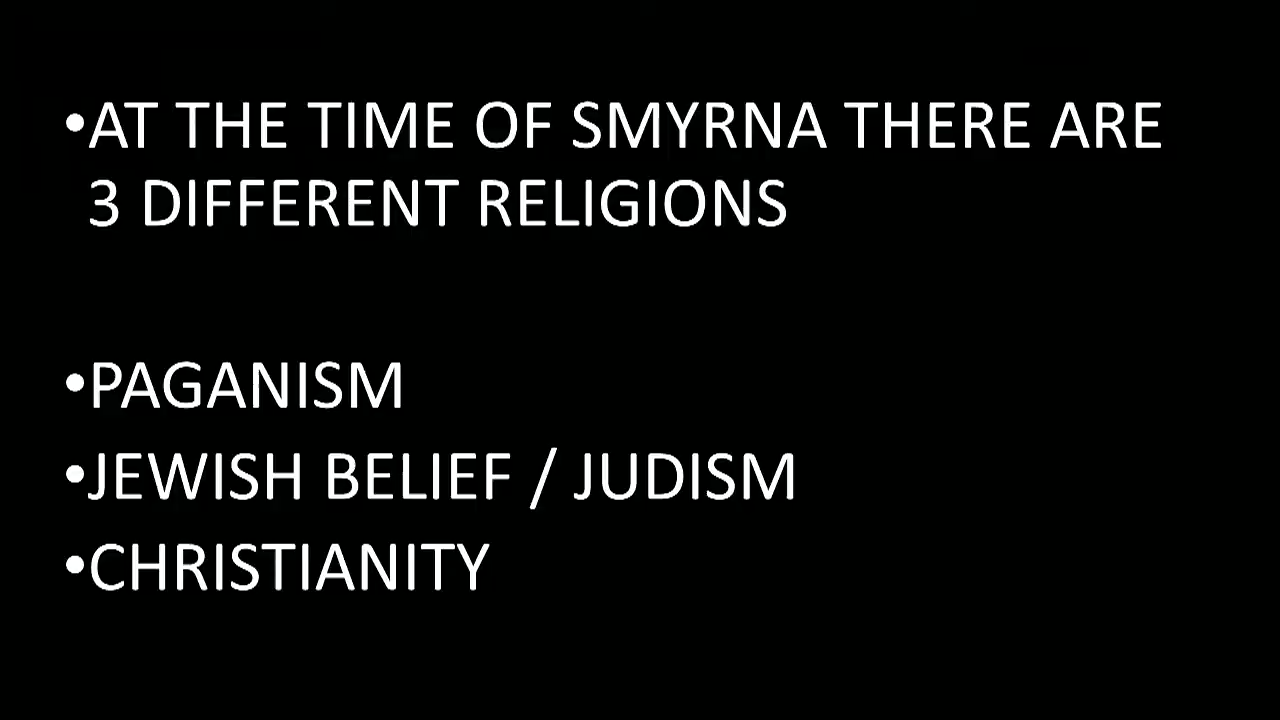 •AT THE TIME OF SMYRNA THERE ARE
3 DIFFERENT RELIGIONS
•PAGANISM
•JEWISH BELIEF / JUDISM
•CHRISTIANITY